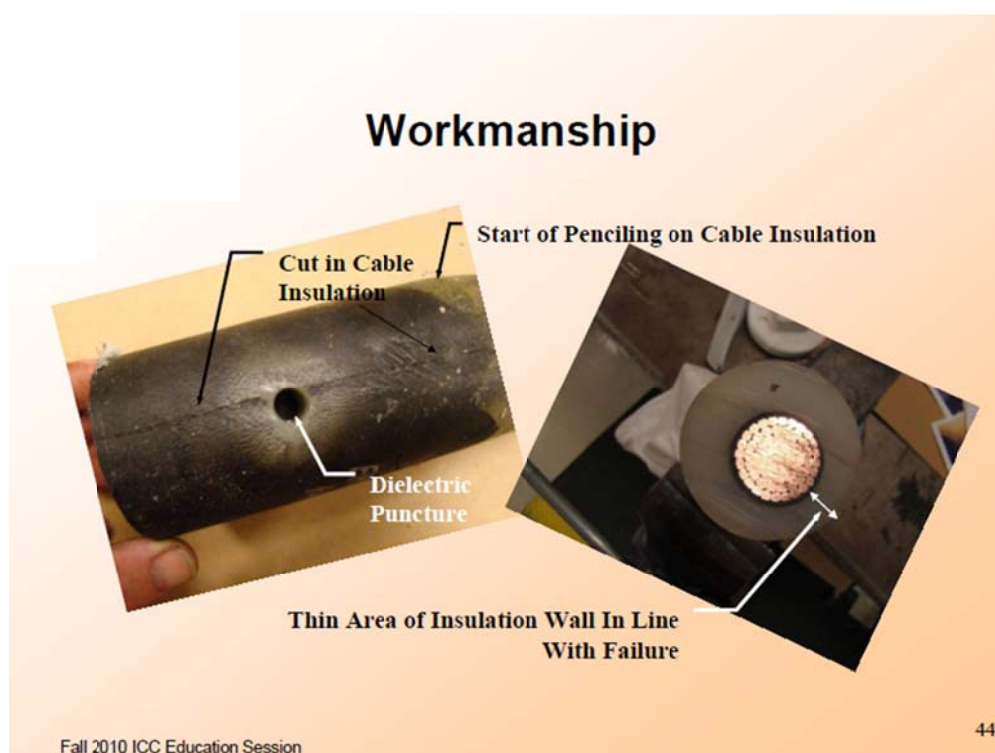 Workmanship
Start of Penciling on Cable Insulation
Cut in Cable
Insulation
Dielectric
Puncture
Thin Area of Insulation Wall In Line
With Failure
Fall 2010 ICC Education Session
44